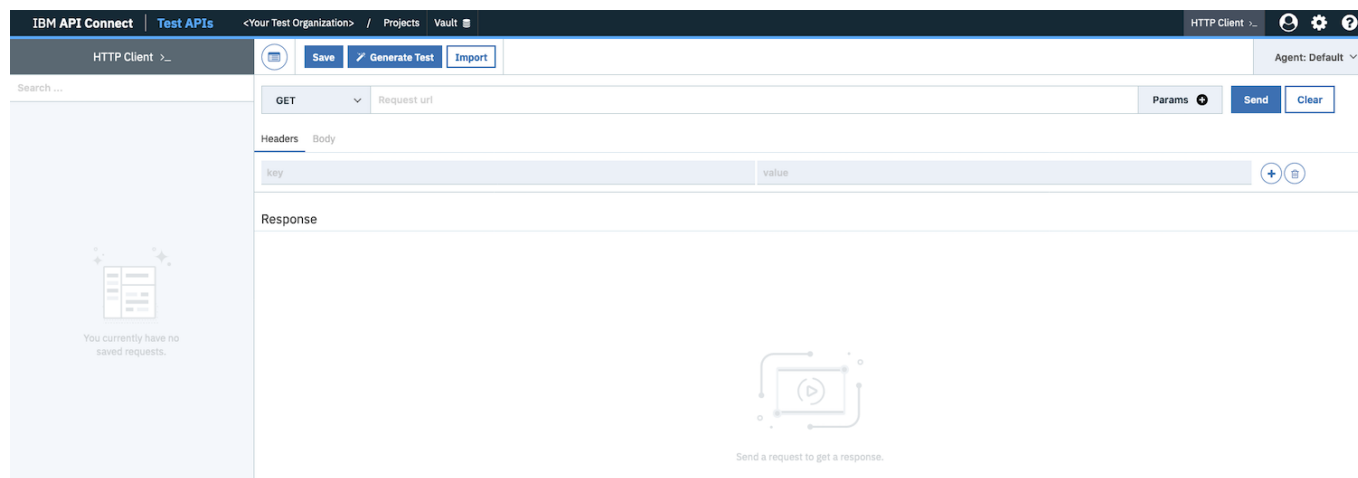 IBM API Connect Test APIs <Your Test Organization> / Projects Vault HTTP Client >_
HTTP Client >_ Save Generate Test Import Agent: Default
Search ...
GET Request url Params Send Clear
Headers Body
key value
Response
You currently have no
saved requests.
Send a request to get a response.